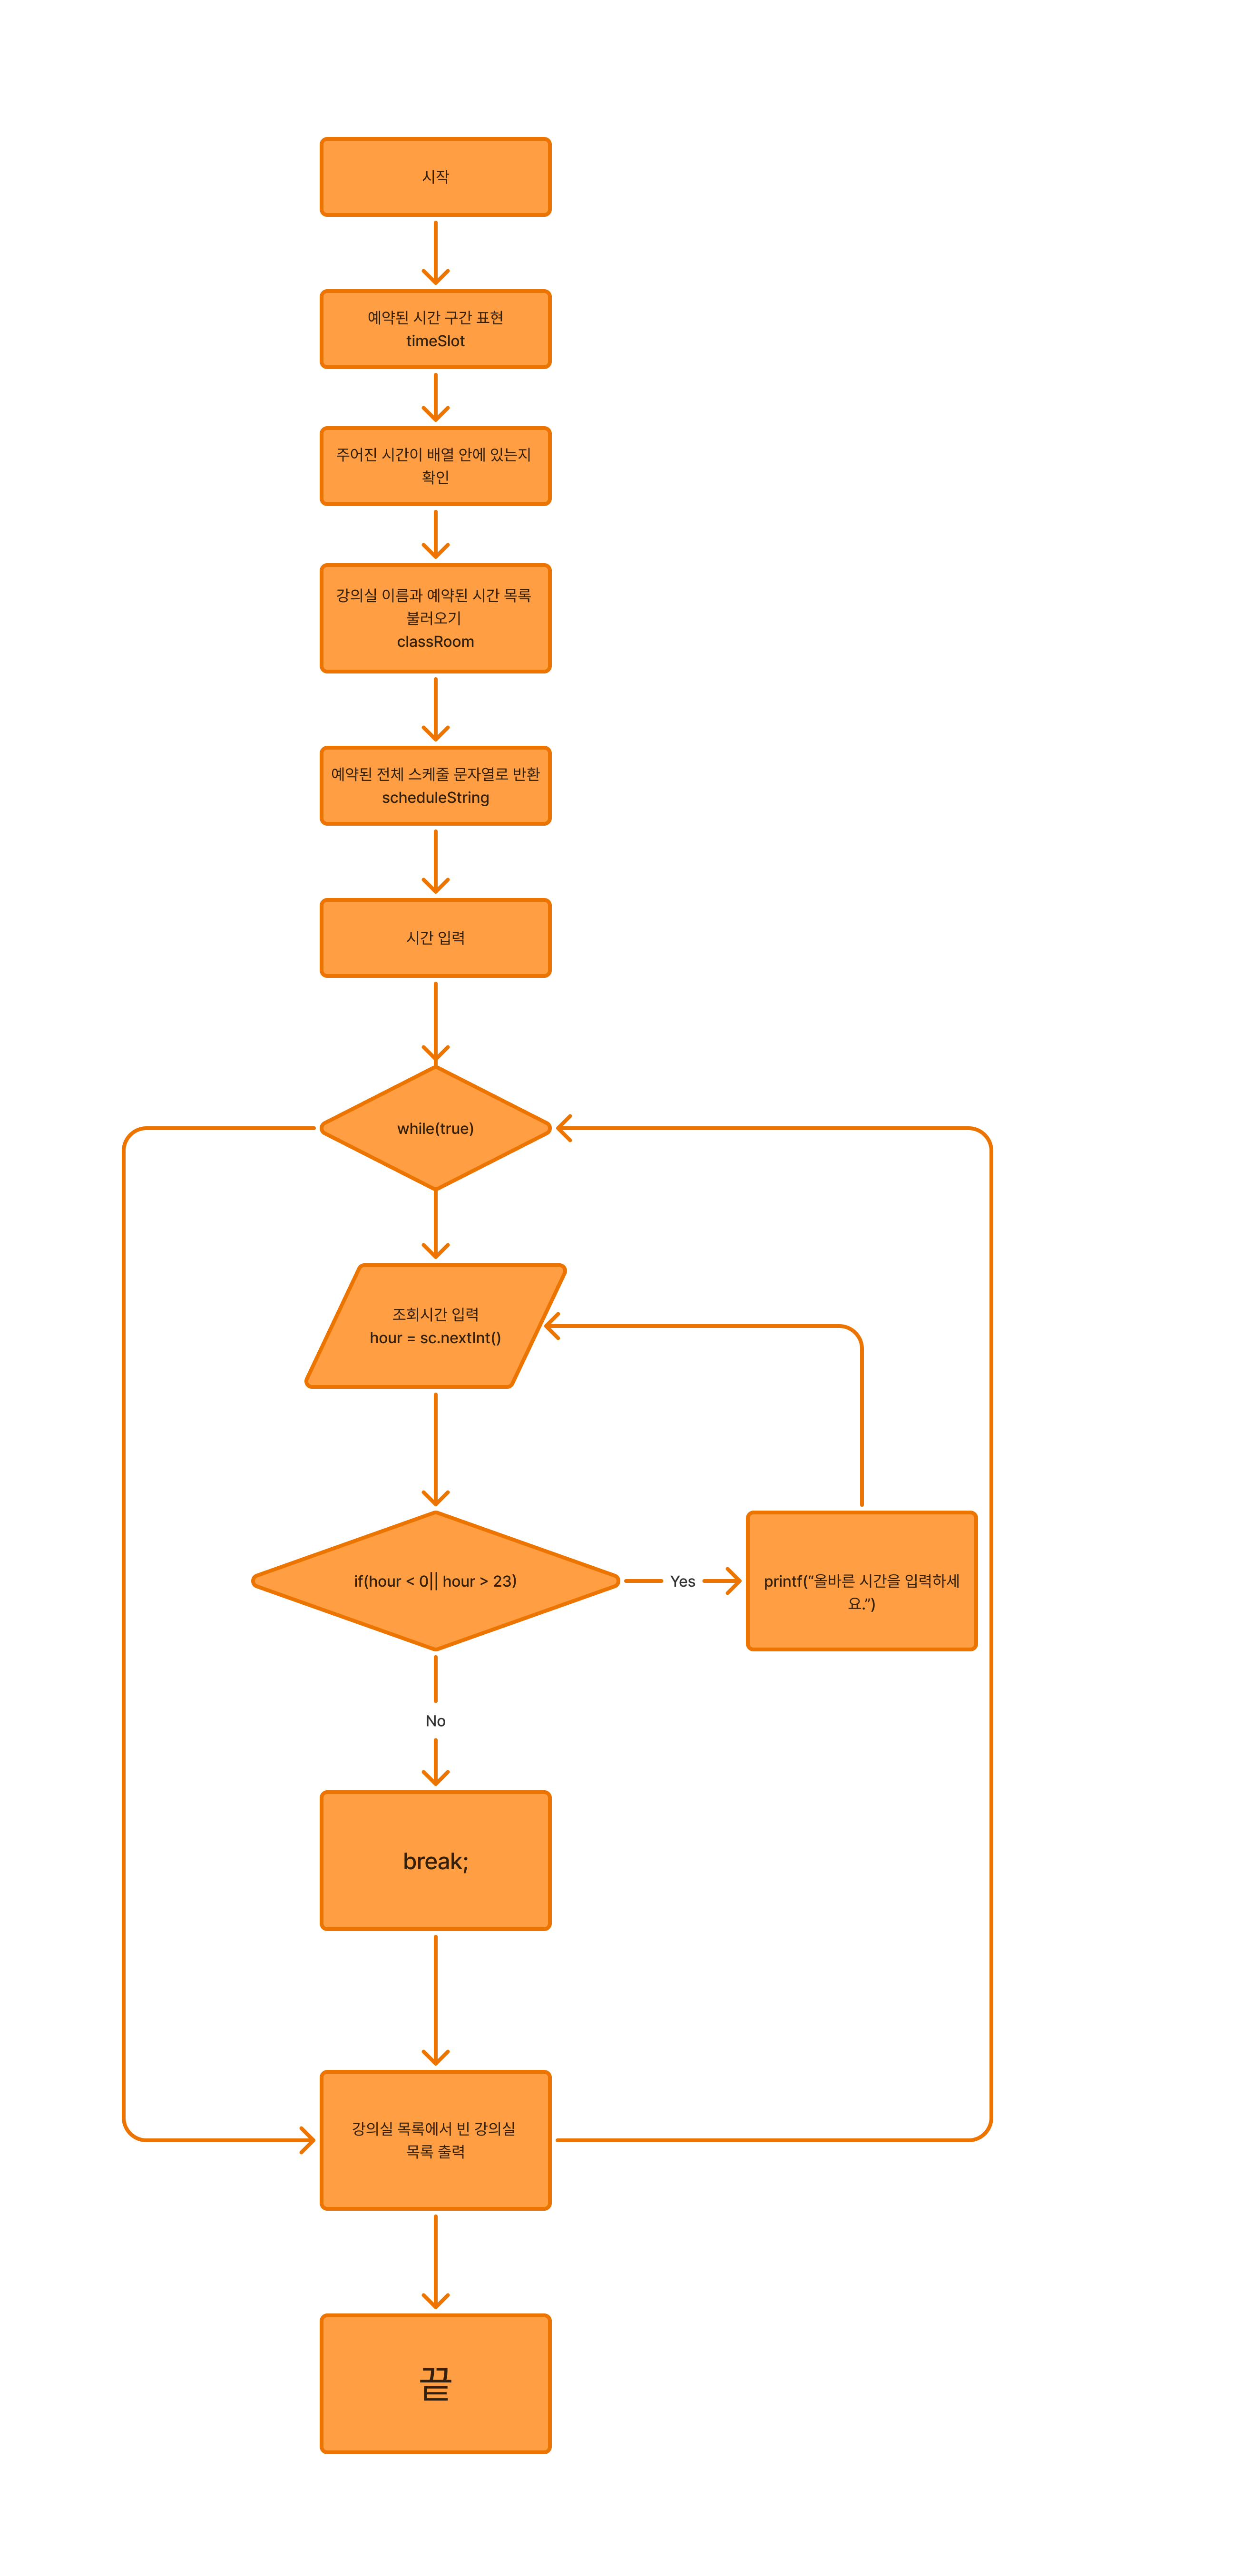 시작
예약된 시간 구간 표현
timeSlot
주어진 시간이 배열 안에 있는지
확인
강의실 이름과 예약된 시간 목록
불러오기
classRoom
예약된 전체 스케줄 문자열로 반환
scheduleString
시간 입력
while(true)
조회시간 입력
hour = sc.nextInt()
if(hour < 0|| hour > 23)
Yes
printf(“올바른 시간을 입력하세
요.”)
No
break;
강의실 목록에서 빈 강의실
목록 출력
끝